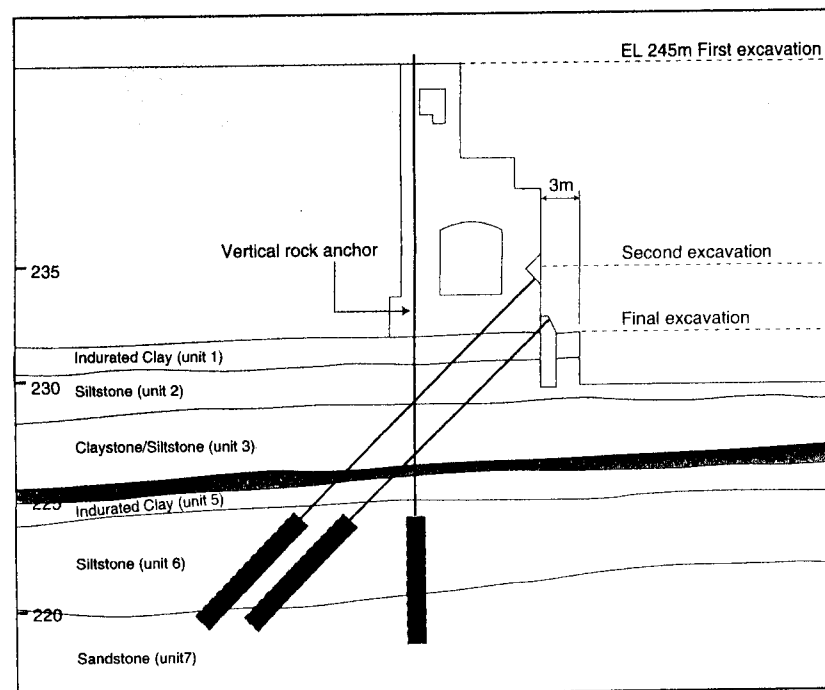 EL 245m First excavation
3m
Vertical rock anchor
Second excavation
235
Final excavation
Indurated Clay (unit 1)
230
Siltstone (unit 2)
Claystone/Siltstone (unit 3)
225
Indurated Clay (unit 5)
Siltstone (unit 6)
220
Sandstone (unit7)